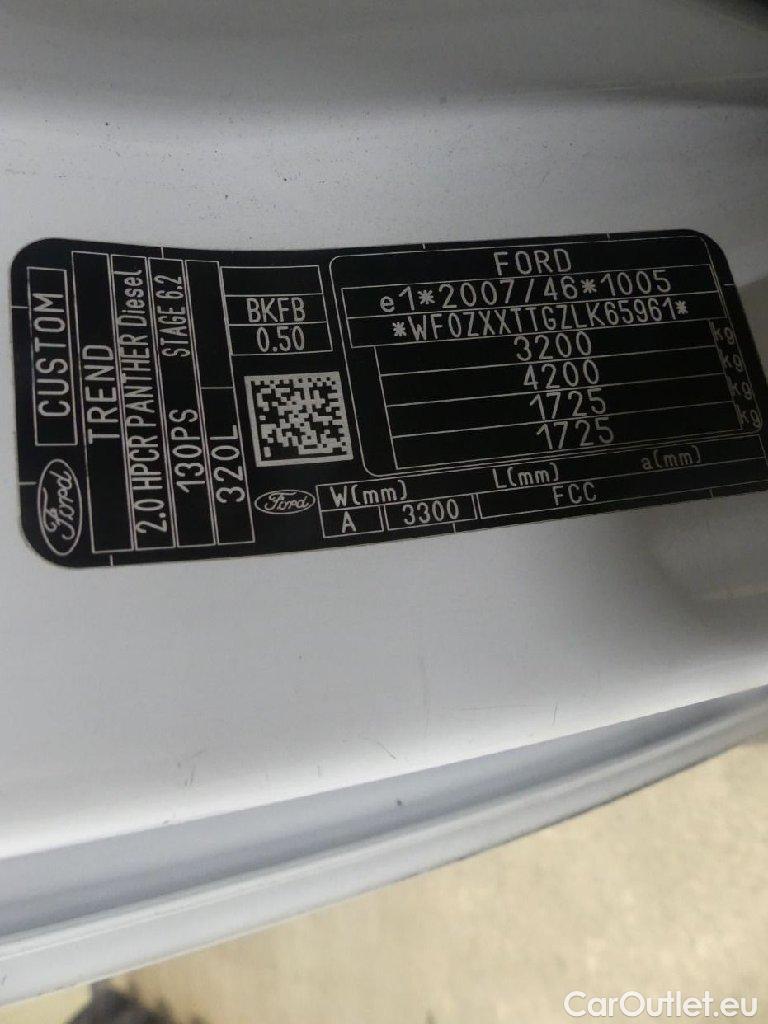 CUSTOM
TREND
2.0 HPCR PANTHER Diesel
130PS STAGE 6.2
320L
Ford
BKFB
0.50
Ford
FORD
e1*2007/46*1005
*WF0ZXXTTGZLK65961*
3200 kg
4200 kg
1725 kg
1725 kg
W(mm) L(mm) a(mm)
A 3300 FCC
CarOutlet.eu